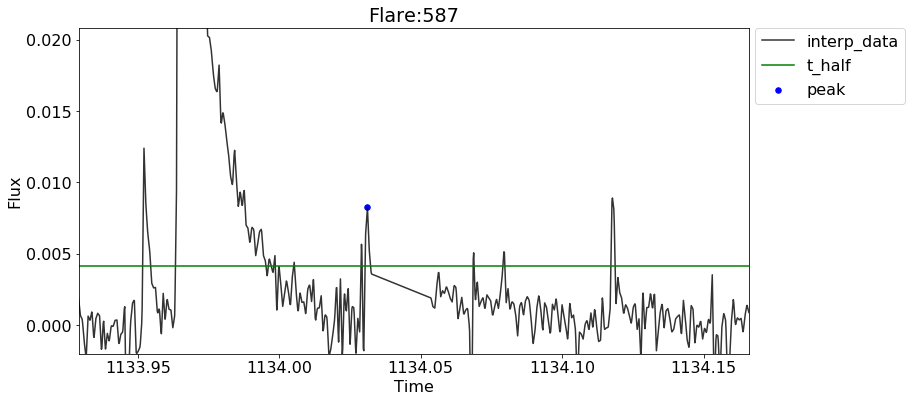 Flare:587
interp_data
t_half
peak
Flux
0.020
0.015
0.010
0.005
0.000
1133.95 1134.00 1134.05 1134.10 1134.15
Time